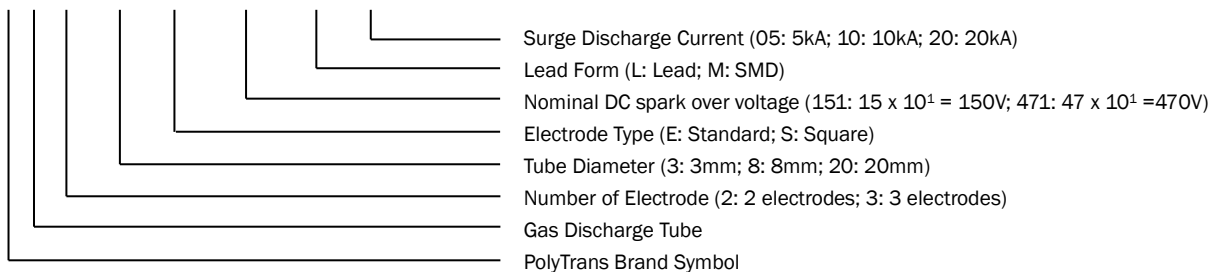 Surge Discharge Current (05: 5kA; 10: 10kA; 20: 20kA)
Lead Form (L: Lead; M: SMD)
Nominal DC spark over voltage (151: 15 x 10¹ = 150V; 471: 47 x 10¹ =470V)
Electrode Type (E: Standard; S: Square)
Tube Diameter (3: 3mm; 8: 8mm; 20: 20mm)
Number of Electrode (2: 2 electrodes; 3: 3 electrodes)
Gas Discharge Tube
PolyTrans Brand Symbol